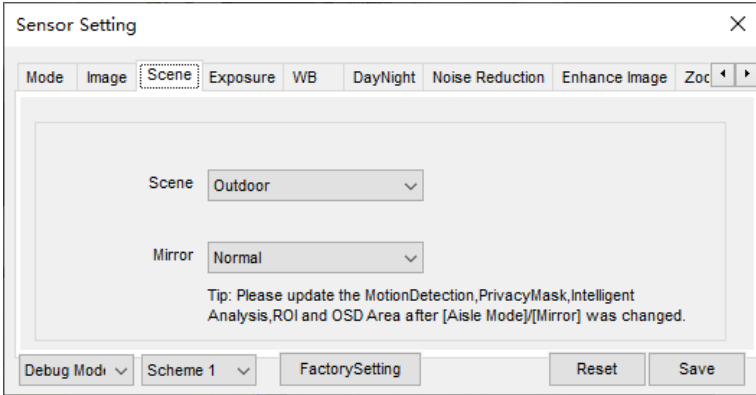 Sensor Setting
Mode Image Scene Exposure WB DayNight Noise Reduction Enhance Image
Scene Outdoor
Mirror Normal
Tip: Please update the MotionDetection,PrivacyMask,Intelligent
Analysis,ROI and OSD Area after [Aisle Mode]/[Mirror] was changed.
Debug Scheme 1 FactorySetting Reset Save